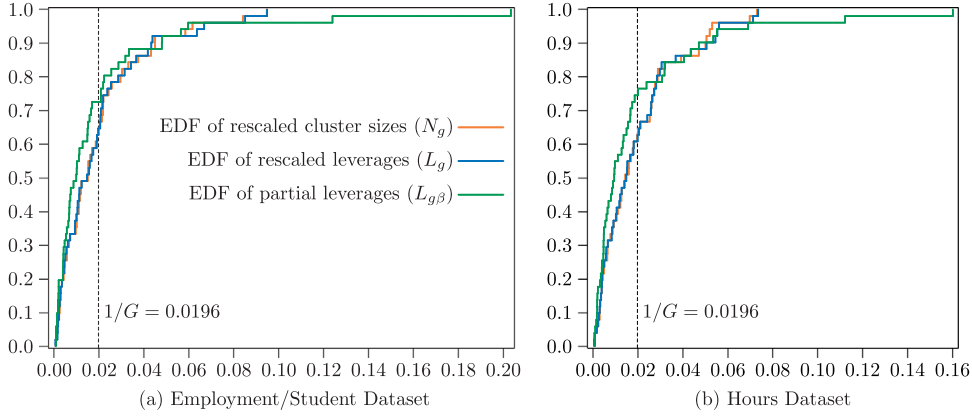 1.0
0.9
0.8
0.7
0.6
0.5
0.4
0.3
0.2
0.1
0.0
0.00 0.02 0.04 0.06 0.08 0.10 0.12 0.14 0.16 0.18 0.20
EDF of rescaled cluster sizes (N_g)
EDF of rescaled leverages (L_g)
EDF of partial leverages (L_{gβ})
1/G = 0.0196
(a) Employment/Student Dataset
1.0
0.9
0.8
0.7
0.6
0.5
0.4
0.3
0.2
0.1
0.0
0.00 0.02 0.04 0.06 0.08 0.10 0.12 0.14 0.16
1/G = 0.0196
(b) Hours Dataset